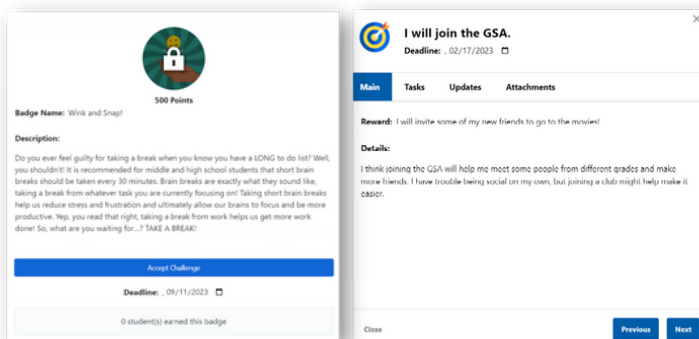 500 Points
Badge Name: Wink and Snap!
Description:
Do you ever feel guilty for taking a break when you know you have a LONG to do list? Well,
you shouldn't! It is recommended for middle and high school students that short brain
breaks should be taken every 30 minutes. Brain breaks are exactly what they sound like,
taking a break from whatever task you are currently focusing on! Taking short brain breaks
help us reduce stress and frustration and ultimately allow our brains to focus and be more
productive. Yep, you read that right, taking a break from work helps us get more work
done! So, what are you waiting for...? TAKE A BREAK!
Accept Challenge
Deadline: , 09/11/2023
0 student(s) earned this badge
I will join the GSA.
Deadline: , 02/17/2023
Main Tasks Updates Attachments
Reward: I will invite some of my new friends to go to the movies!
Details:
I think joining the GSA will help me meet some people from different grades and make
more friends. I have trouble being social on my own, but joining a club might help make it
easier.
Close Previous Next